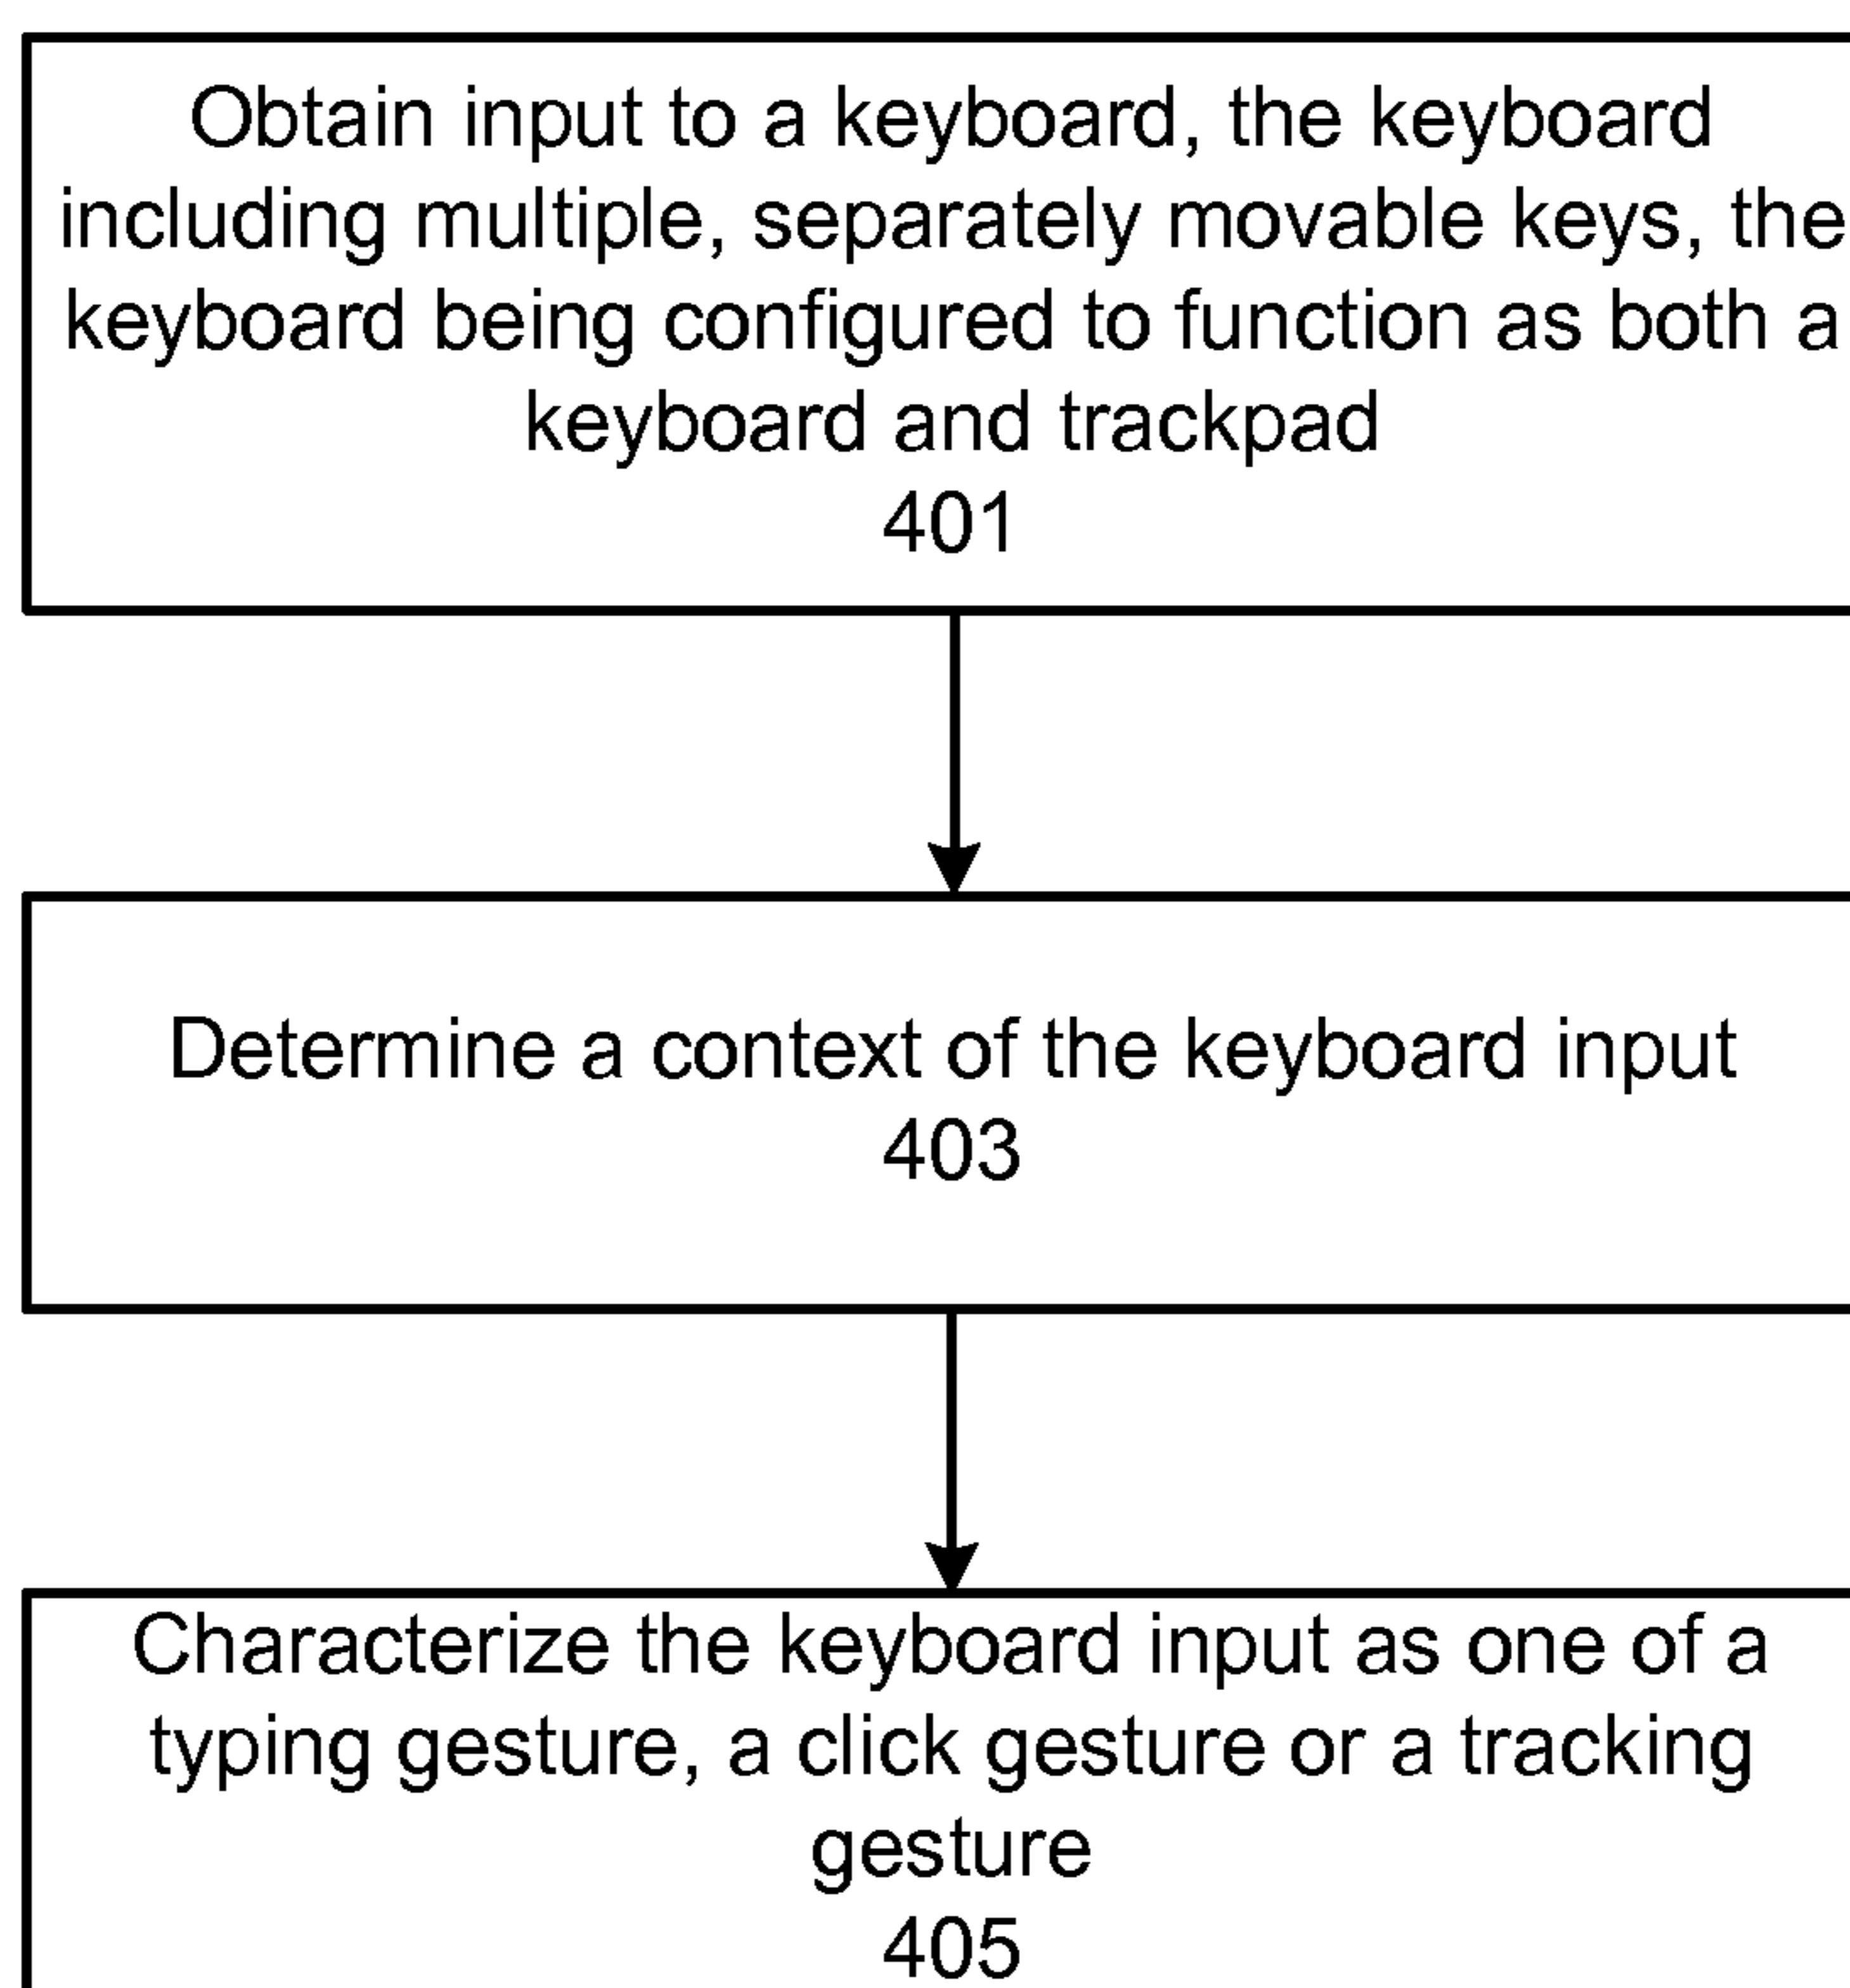 Obtain input to a keyboard, the keyboard
including multiple, separately movable keys, the
keyboard being configured to function as both a
keyboard and trackpad
401
Determine a context of the keyboard input
403
Characterize the keyboard input as one of a
typing gesture, a click gesture or a tracking
gesture
405